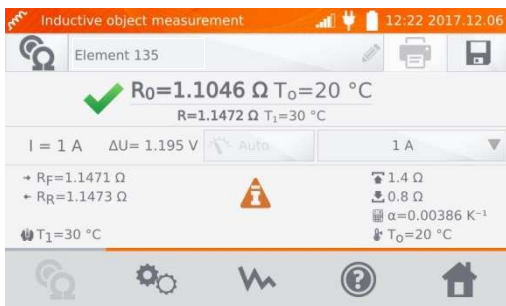 Inductive object measurement 12:22 2017.12.06
Element 135
R0=1.1046 Ω To=20 °C
R=1.1472 Ω T1=30 °C
I = 1 A ΔU= 1.195 V Auto 1 A
RF=1.1471 Ω 1.4 Ω
RR=1.1473 Ω 0.8 Ω
α=0.00386 K⁻¹
T1=30 °C To=20 °C